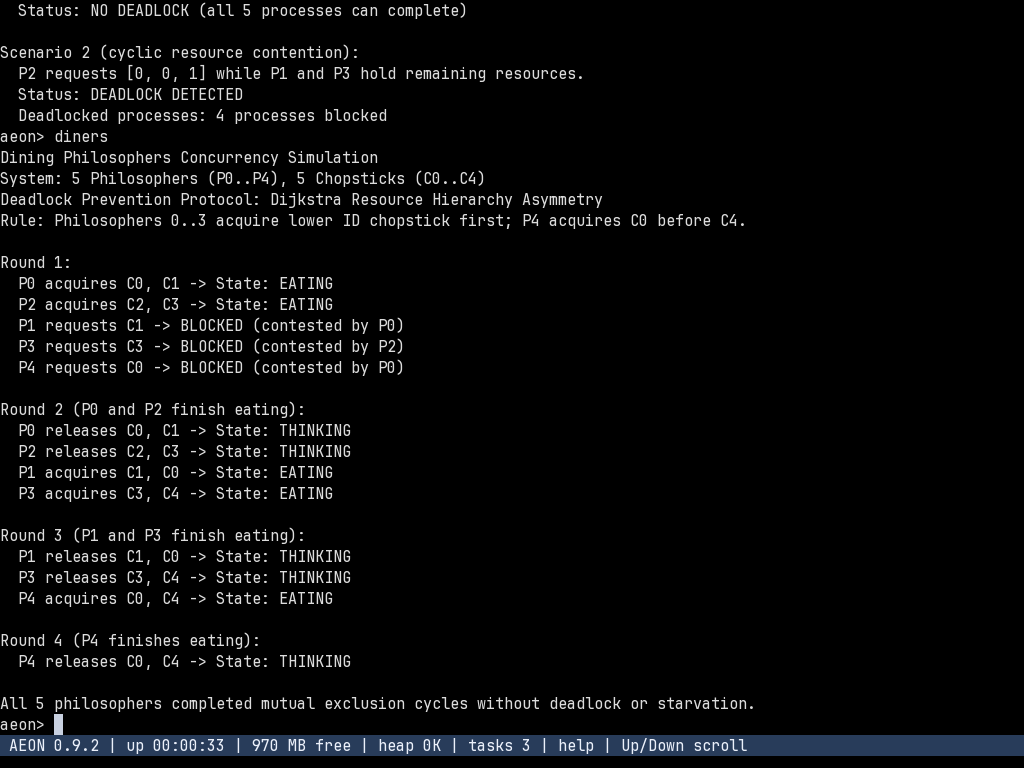 Status: NO DEADLOCK (all 5 processes can complete)

Scenario 2 (cyclic resource contention):
  P2 requests [0, 0, 1] while P1 and P3 hold remaining resources.
  Status: DEADLOCK DETECTED
  Deadlocked processes: 4 processes blocked
aeon> diners
Dining Philosophers Concurrency Simulation
System: 5 Philosophers (P0..P4), 5 Chopsticks (C0..C4)
Deadlock Prevention Protocol: Dijkstra Resource Hierarchy Asymmetry
Rule: Philosophers 0..3 acquire lower ID chopstick first; P4 acquires C0 before C4.

Round 1:
  P0 acquires C0, C1 -> State: EATING
  P2 acquires C2, C3 -> State: EATING
  P1 requests C1 -> BLOCKED (contested by P0)
  P3 requests C3 -> BLOCKED (contested by P2)
  P4 requests C0 -> BLOCKED (contested by P0)

Round 2 (P0 and P2 finish eating):
  P0 releases C0, C1 -> State: THINKING
  P2 releases C2, C3 -> State: THINKING
  P1 acquires C1, C0 -> State: EATING
  P3 acquires C3, C4 -> State: EATING

Round 3 (P1 and P3 finish eating):
  P1 releases C1, C0 -> State: THINKING
  P3 releases C3, C4 -> State: THINKING
  P4 acquires C0, C4 -> State: EATING

Round 4 (P4 finishes eating):
  P4 releases C0, C4 -> State: THINKING

All 5 philosophers completed mutual exclusion cycles without deadlock or starvation.
aeon>
AEON 0.9.2 | up 00:00:33 | 970 MB free | heap OK | tasks 3 | help | Up/Down scroll